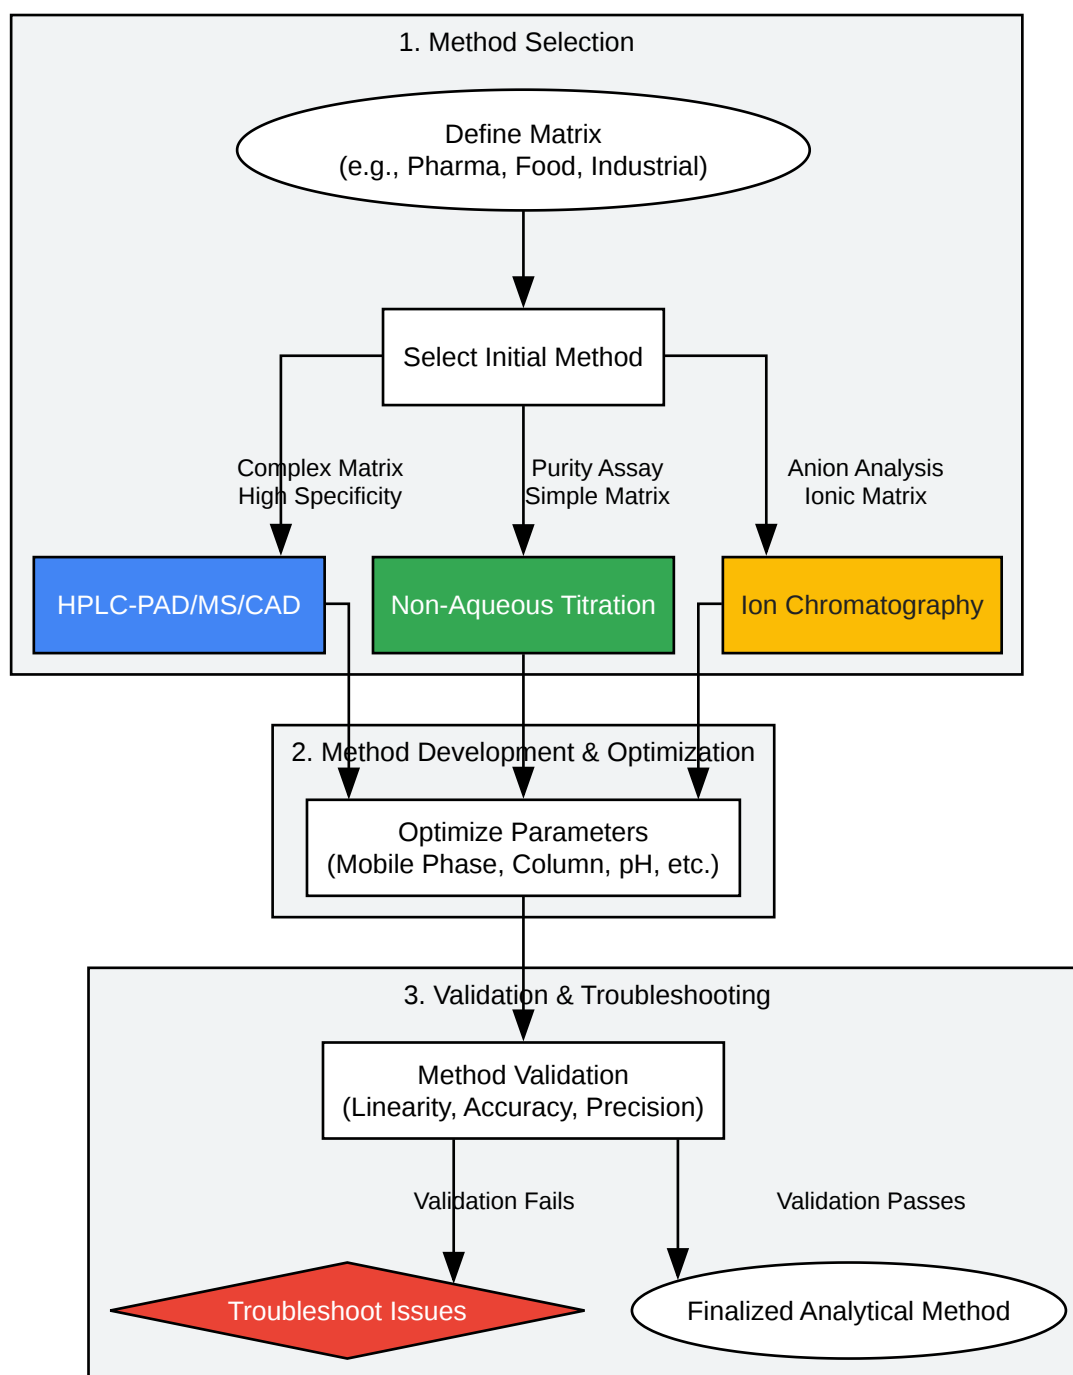 1. Method Selection
Define Matrix
(e.g., Pharma, Food, Industrial)
Select Initial Method
Complex Matrix
High Specificity
Purity Assay
Simple Matrix
Anion Analysis
Ionic Matrix
HPLC-PAD/MS/CAD
Non-Aqueous Titration
Ion Chromatography
2. Method Development & Optimization
Optimize Parameters
(Mobile Phase, Column, pH, etc.)
3. Validation & Troubleshooting
Method Validation
(Linearity, Accuracy, Precision)
Validation Fails
Validation Passes
Troubleshoot Issues
Finalized Analytical Method